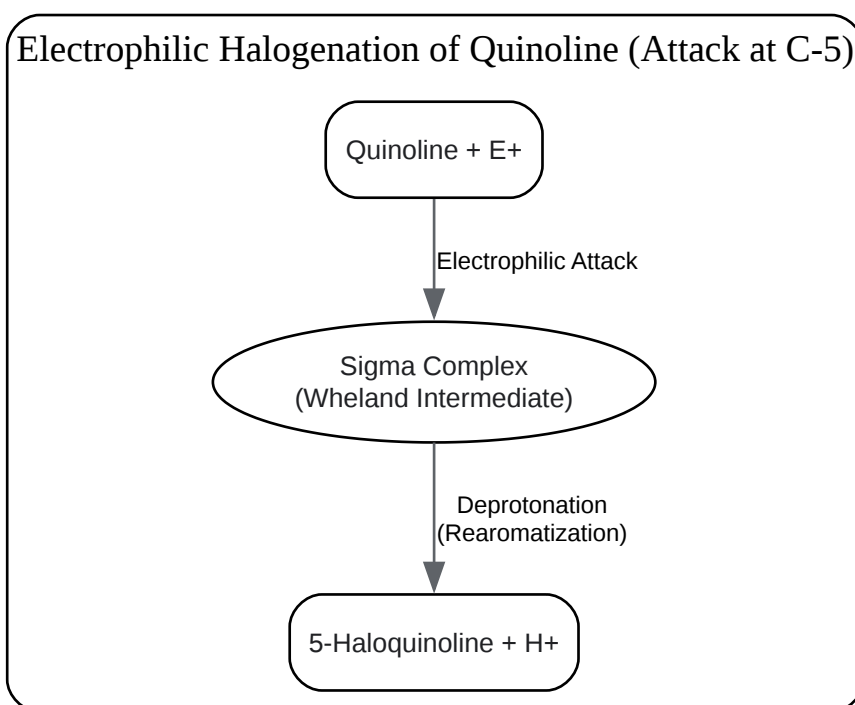 Electrophilic Halogenation of Quinoline (Attack at C-5)
Quinoline + E+
Electrophilic Attack
Sigma Complex
(Wheland Intermediate)
Deprotonation
(Rearomatization)
5-Haloquinoline + H+